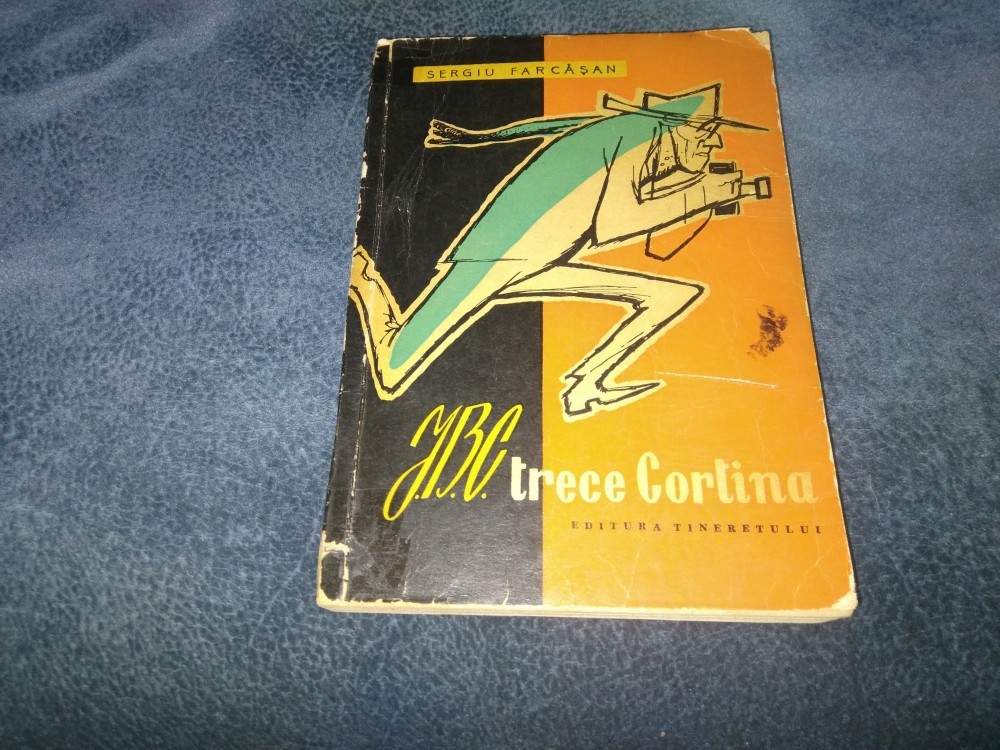 SERGIU FARCĂȘAN
J.B.C. trece Cortina
EDITURA TINERETULUI